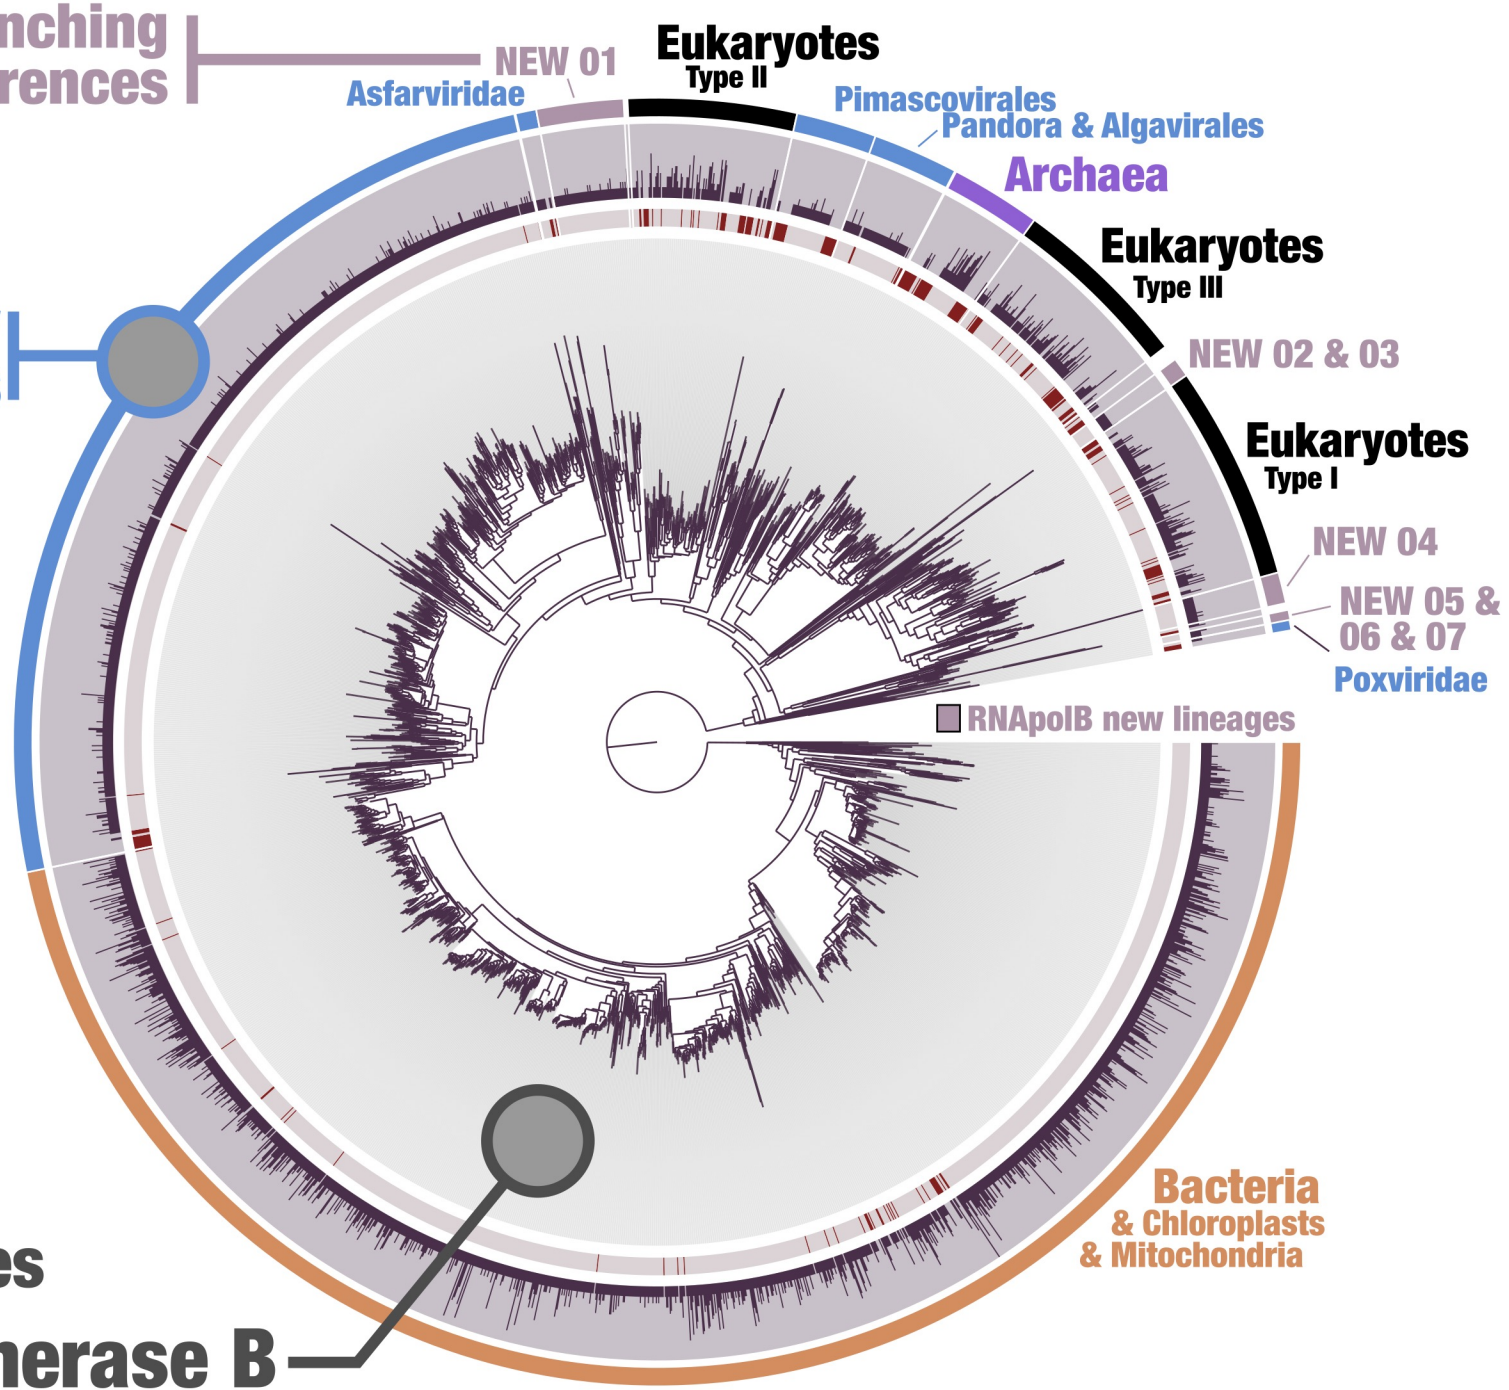 nching
rences
NEW 01
Eukaryotes
Type II
Asfarviridae
Pimascovirales
Pandora & Algavirales
Archaea
Eukaryotes
Type III
NEW 02 & 03
Eukaryotes
Type I
NEW 04
NEW 05 &
06 & 07
Poxviridae
RNApolB new lineages
Bacteria
& Chloroplasts
& Mitochondria
es
merase B